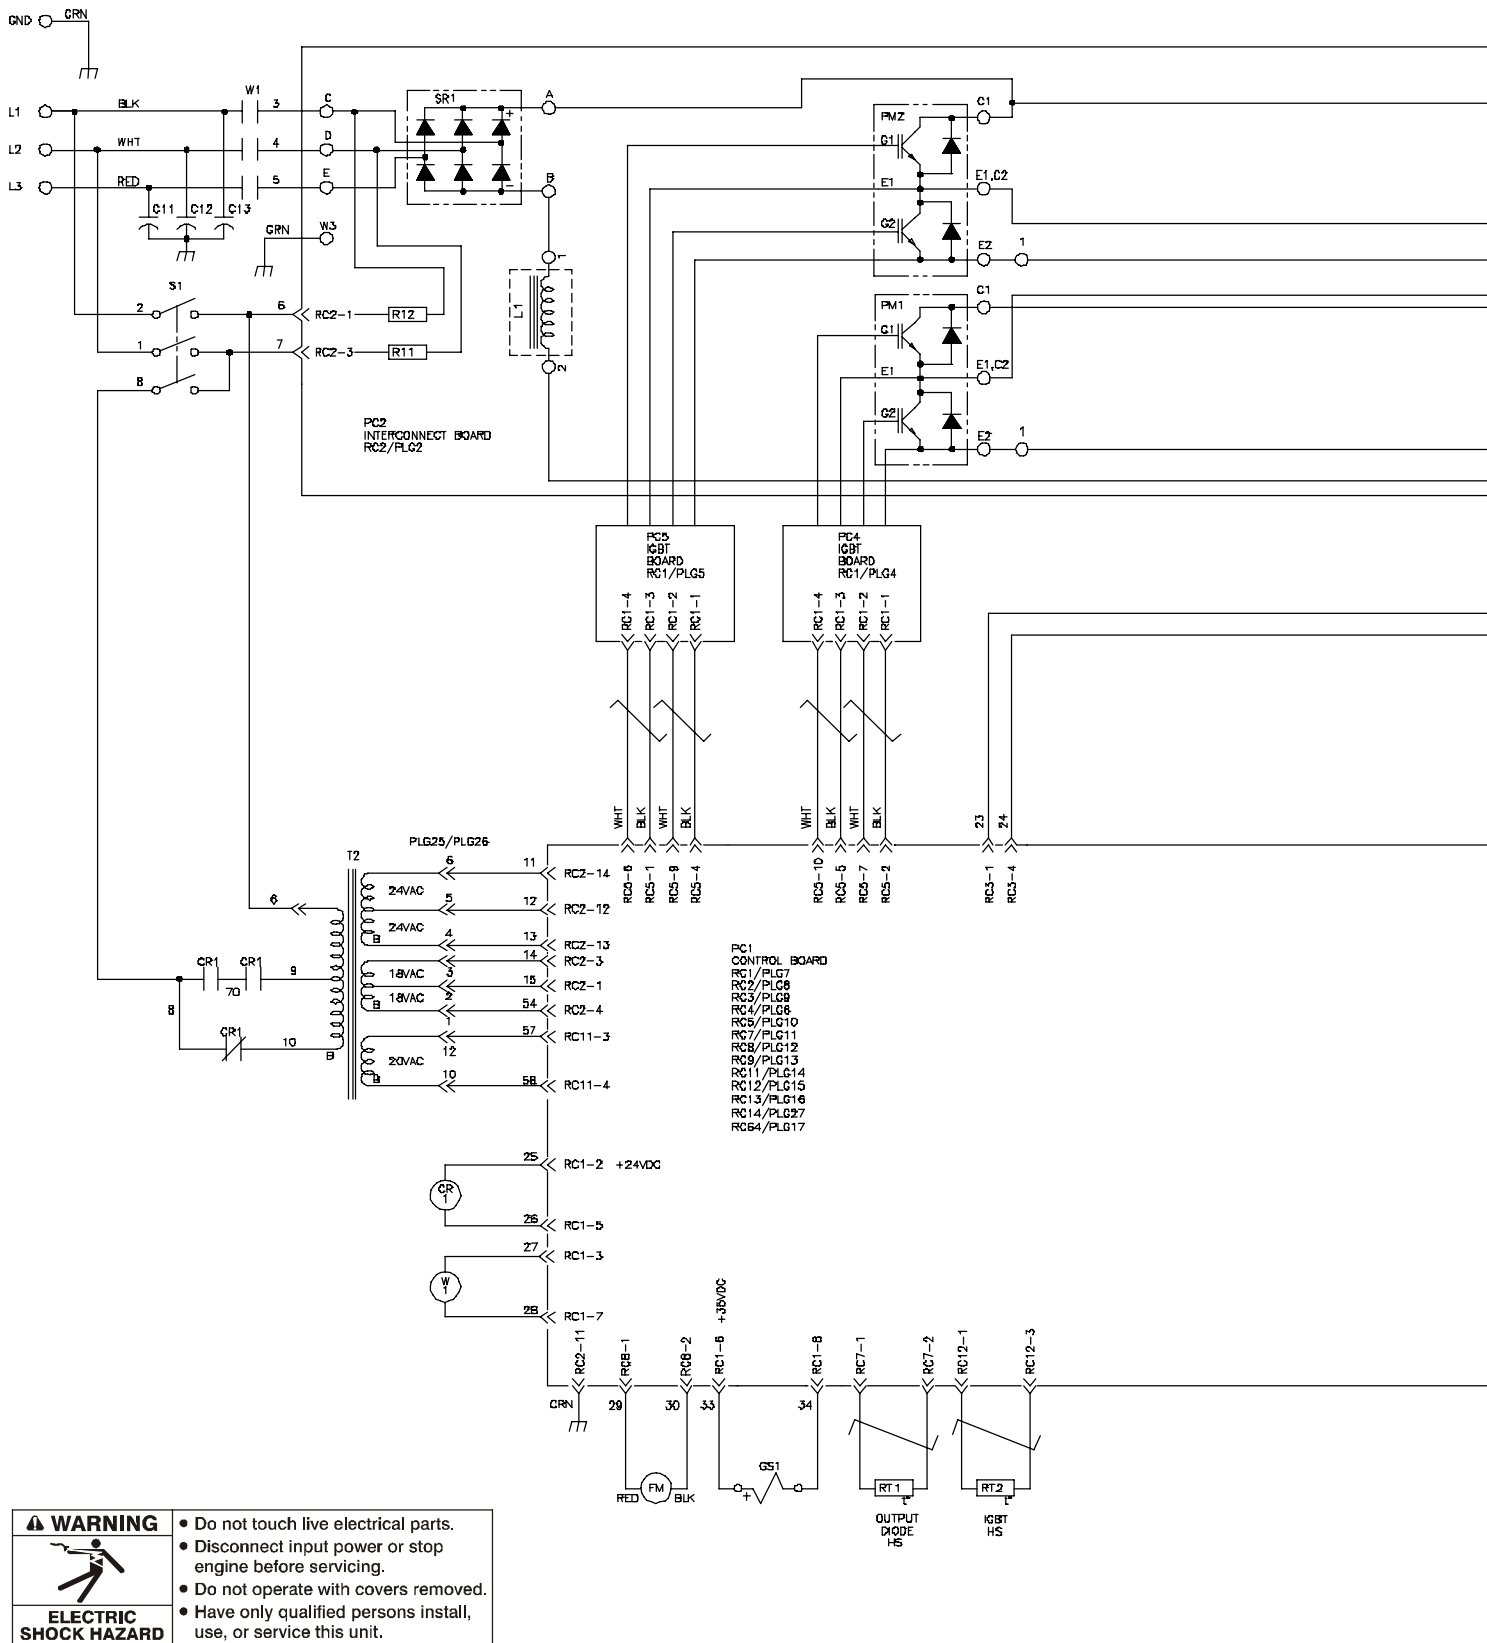 GND GRN
L1 BLK W1 3 C SR1 + A C1
PM2
L2 WHT 4 D G1
L3 RED 5 E − B E1 E1,C2
C11 C12 C13
GRN W3 G2
E2 1
1
S1 C1
2 6 RC2-1 R12 L1 PM1
G1
1 7 RC2-3 R11
2
8 E1 E1,C2
G2
PC2
INTERCONNECT BOARD
RC2/PLG2
E2 1
PC5
IGBT
BOARD
RC1/PLG5
RC1-4 RC1-3 RC1-2 RC1-1
PC4
IGBT
BOARD
RC1/PLG4
RC1-4 RC1-3 RC1-2 RC1-1
WHT BLK WHT BLK
WHT BLK WHT BLK
23 24
RC5-6 RC5-1 RC5-9 RC5-4
RC5-10 RC5-5 RC5-7 RC5-2
RC3-1 RC3-4
PLG25/PLG26
T2
6 11 RC2-14
24VAC
6 5 12 RC2-12
24VAC
B 4 13 RC2-13
14 RC2-3
18VAC 3 15 RC2-1
18VAC 2
B 54 RC2-4
1 57 RC11-3
12
20VAC
B 10 58 RC11-4
CR1 CR1 9
70
8
CR1 10 B
PC1
CONTROL BOARD
RC1/PLG7
RC2/PLG8
RC3/PLG9
RC4/PLG6
RC5/PLG10
RC7/PLG11
RC8/PLG12
RC9/PLG13
RC11/PLG14
RC12/PLG15
RC13/PLG16
RC14/PLG27
RC64/PLG17
25 RC1-2 +24VDC
CR
1
26 RC1-5
27 RC1-3
W
1
28 RC1-7
+35VDC
RC2-11 RC8-1 RC8-2 RC1-6 RC1-8 RC7-1 RC7-2 RC12-1 RC12-3
GRN 29 30 33 34
RED FM BLK
GS1
+
RT1
t°
OUTPUT
DIODE
HS
RT2
t°
IGBT
HS
WARNING
ELECTRIC
SHOCK HAZARD
• Do not touch live electrical parts.
• Disconnect input power or stop
engine before servicing.
• Do not operate with covers removed.
• Have only qualified persons install,
use, or service this unit.